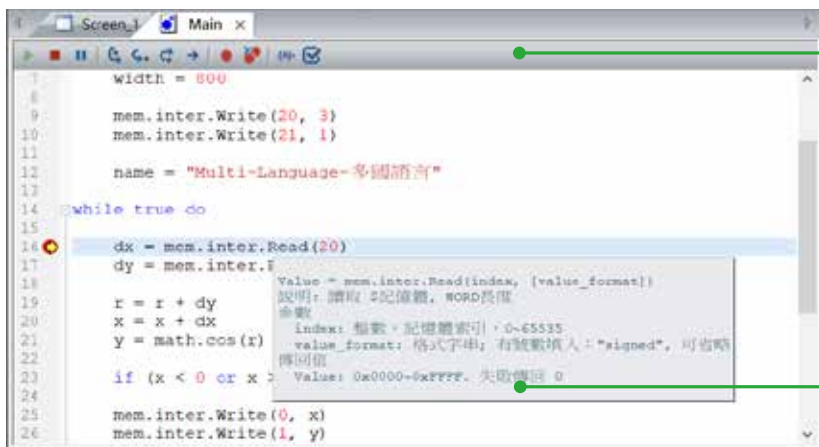 Screen_1 Main
7 width = 800
8
9 mem.inter.Write(20, 3)
10 mem.inter.Write(21, 1)
11
12 name = "Multi-Language-多國語言"
13
14 while true do
15
16 dx = mem.inter.Read(20)
17 dy = mem.inter.
18
19 r = r + dy
20 x = x + dx
21 y = math.cos(r)
22
23 if (x < 0 or x >
24
25 mem.inter.Write(0, x)
26 mem.inter.Write(1, y)
Value = mem.inter.Read(index, [value_format])
說明: 讀取 $記憶體, WORD長度
參數
index: 整數, 記憶體索引, 0~65535
value_format: 格式字串; 有號數填入："signed", 可省略
傳回值
Value: 0x0000~0xFFFF. 失敗傳回 0